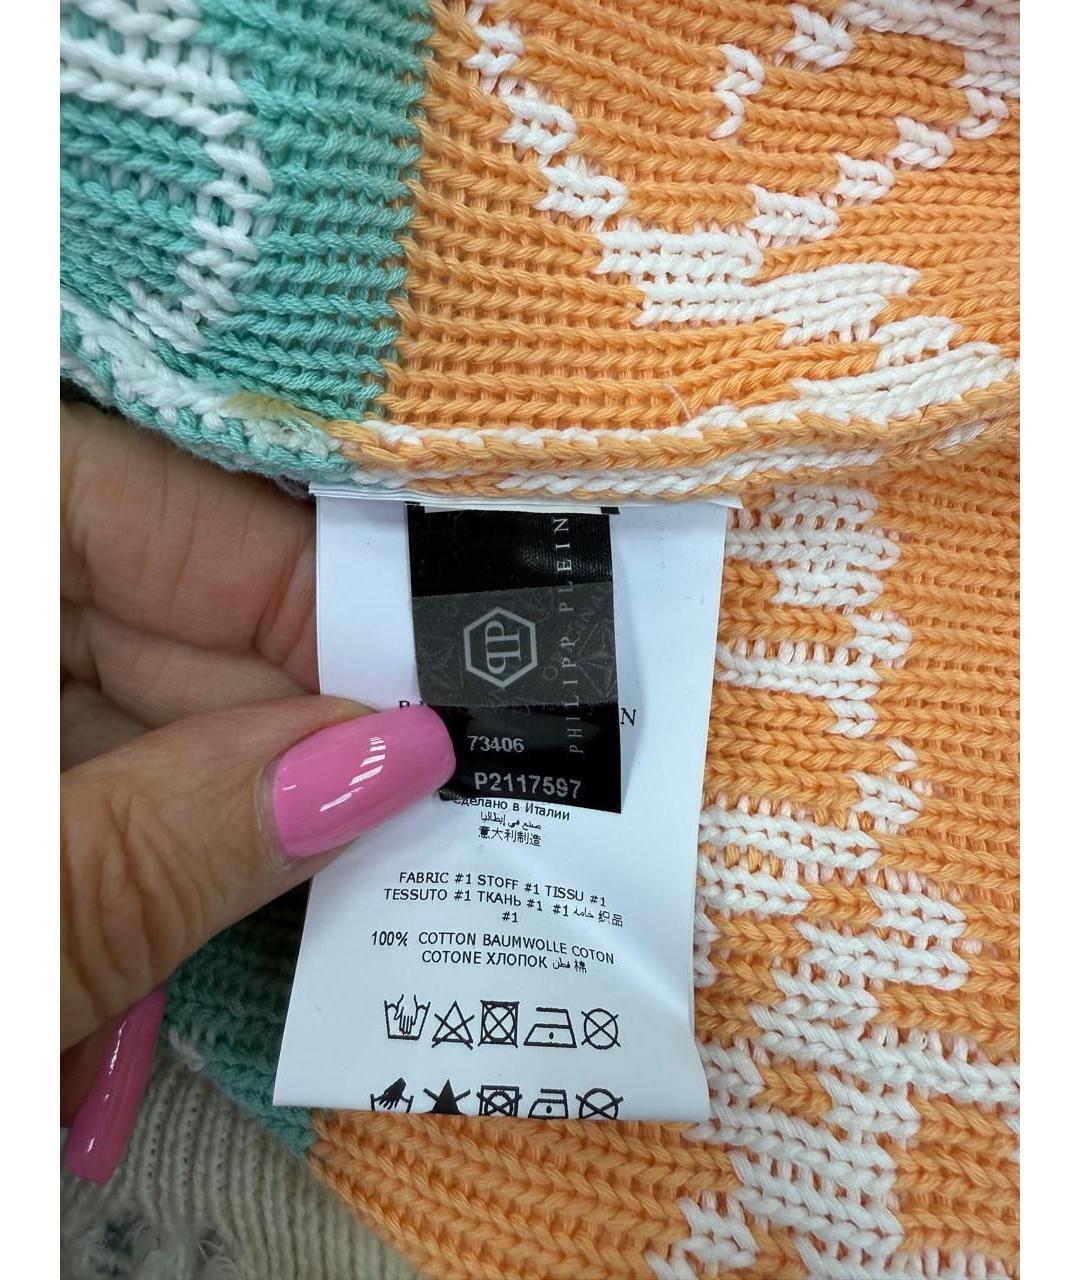 PHILIPP PLEIN
73406
P2117597
Сделано в Италии
صنع في إيطاليا
意大利制造
FABRIC #1 STOFF #1 TISSU #1
TESSUTO #1 ТКАНЬ #1 #1 خامة 织品
#1
100% COTTON BAUMWOLLE COTON
COTONE ХЛОПОК قطن 棉